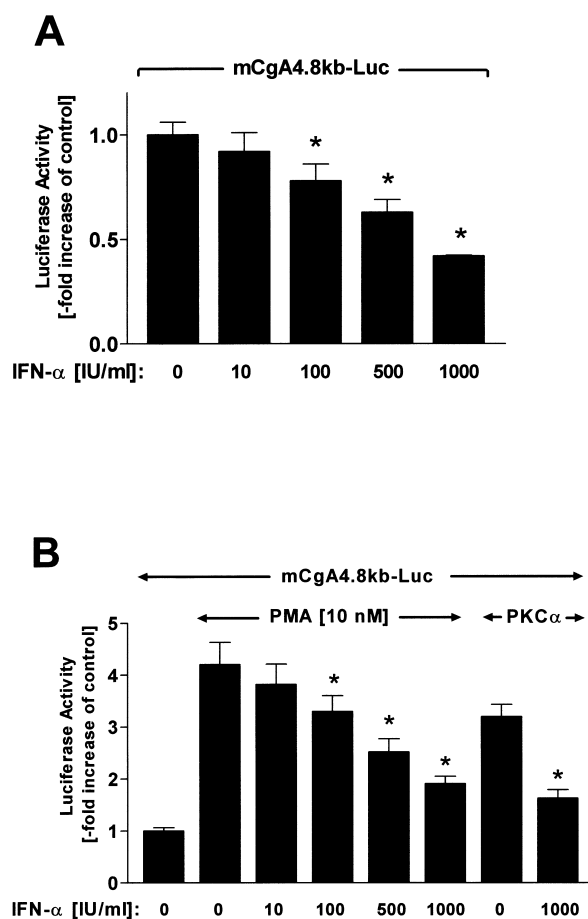 A
mCgA4.8kb-Luc
Luciferase Activity
[-fold increase of control]
1.0
0.5
0.0
* * *
IFN-α [IU/ml]: 0 10 100 500 1000
B
mCgA4.8kb-Luc
PMA [10 nM] PKCα
Luciferase Activity
[-fold increase of control]
5
4
3
2
1
0
* * * *
IFN-α [IU/ml]: 0 0 10 100 500 1000 0 1000